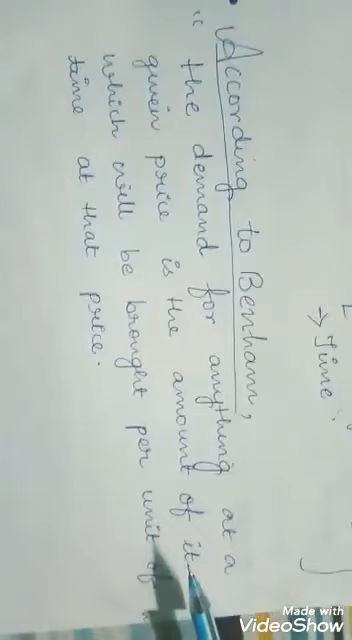 According to Benham,
" the demand for anything at a
given price is the amount of it
which will be brought per unit of
time at that price.
→ Time
Made with
VideoShow